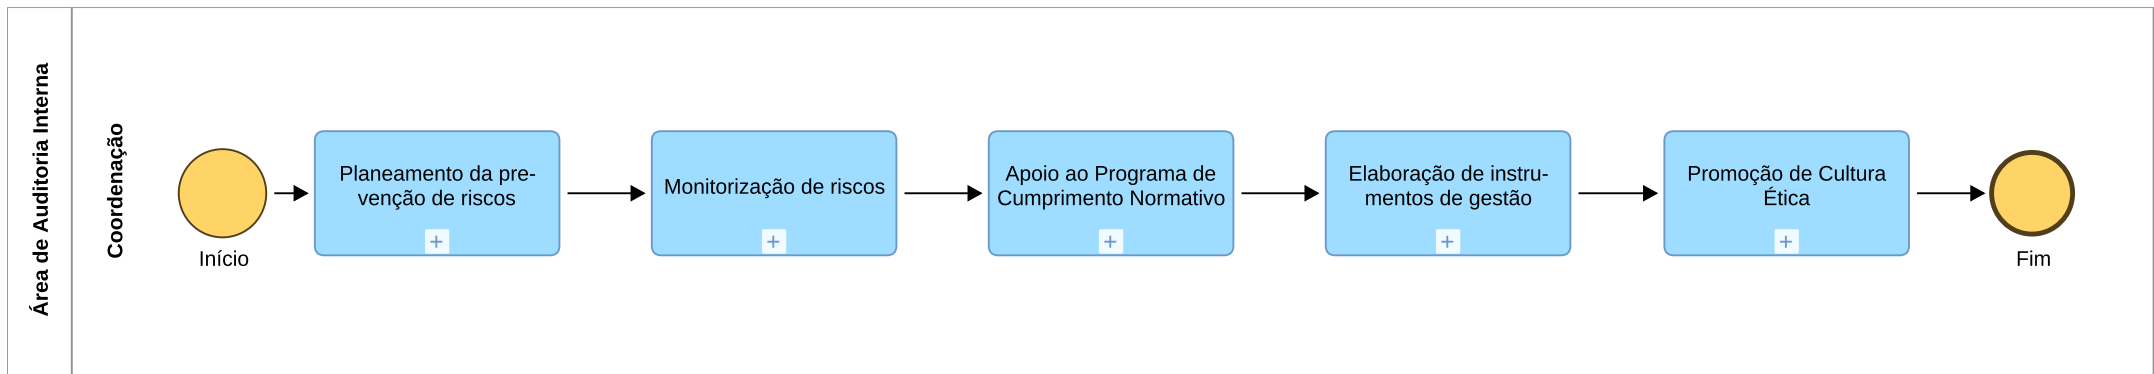 Área de Auditoria Interna
Coordenação
Início
Planeamento da pre-
venção de riscos
+
Monitorização de riscos
+
Apoio ao Programa de
Cumprimento Normativo
+
Elaboração de instru-
mentos de gestão
+
Promoção de Cultura
Ética
+
Fim